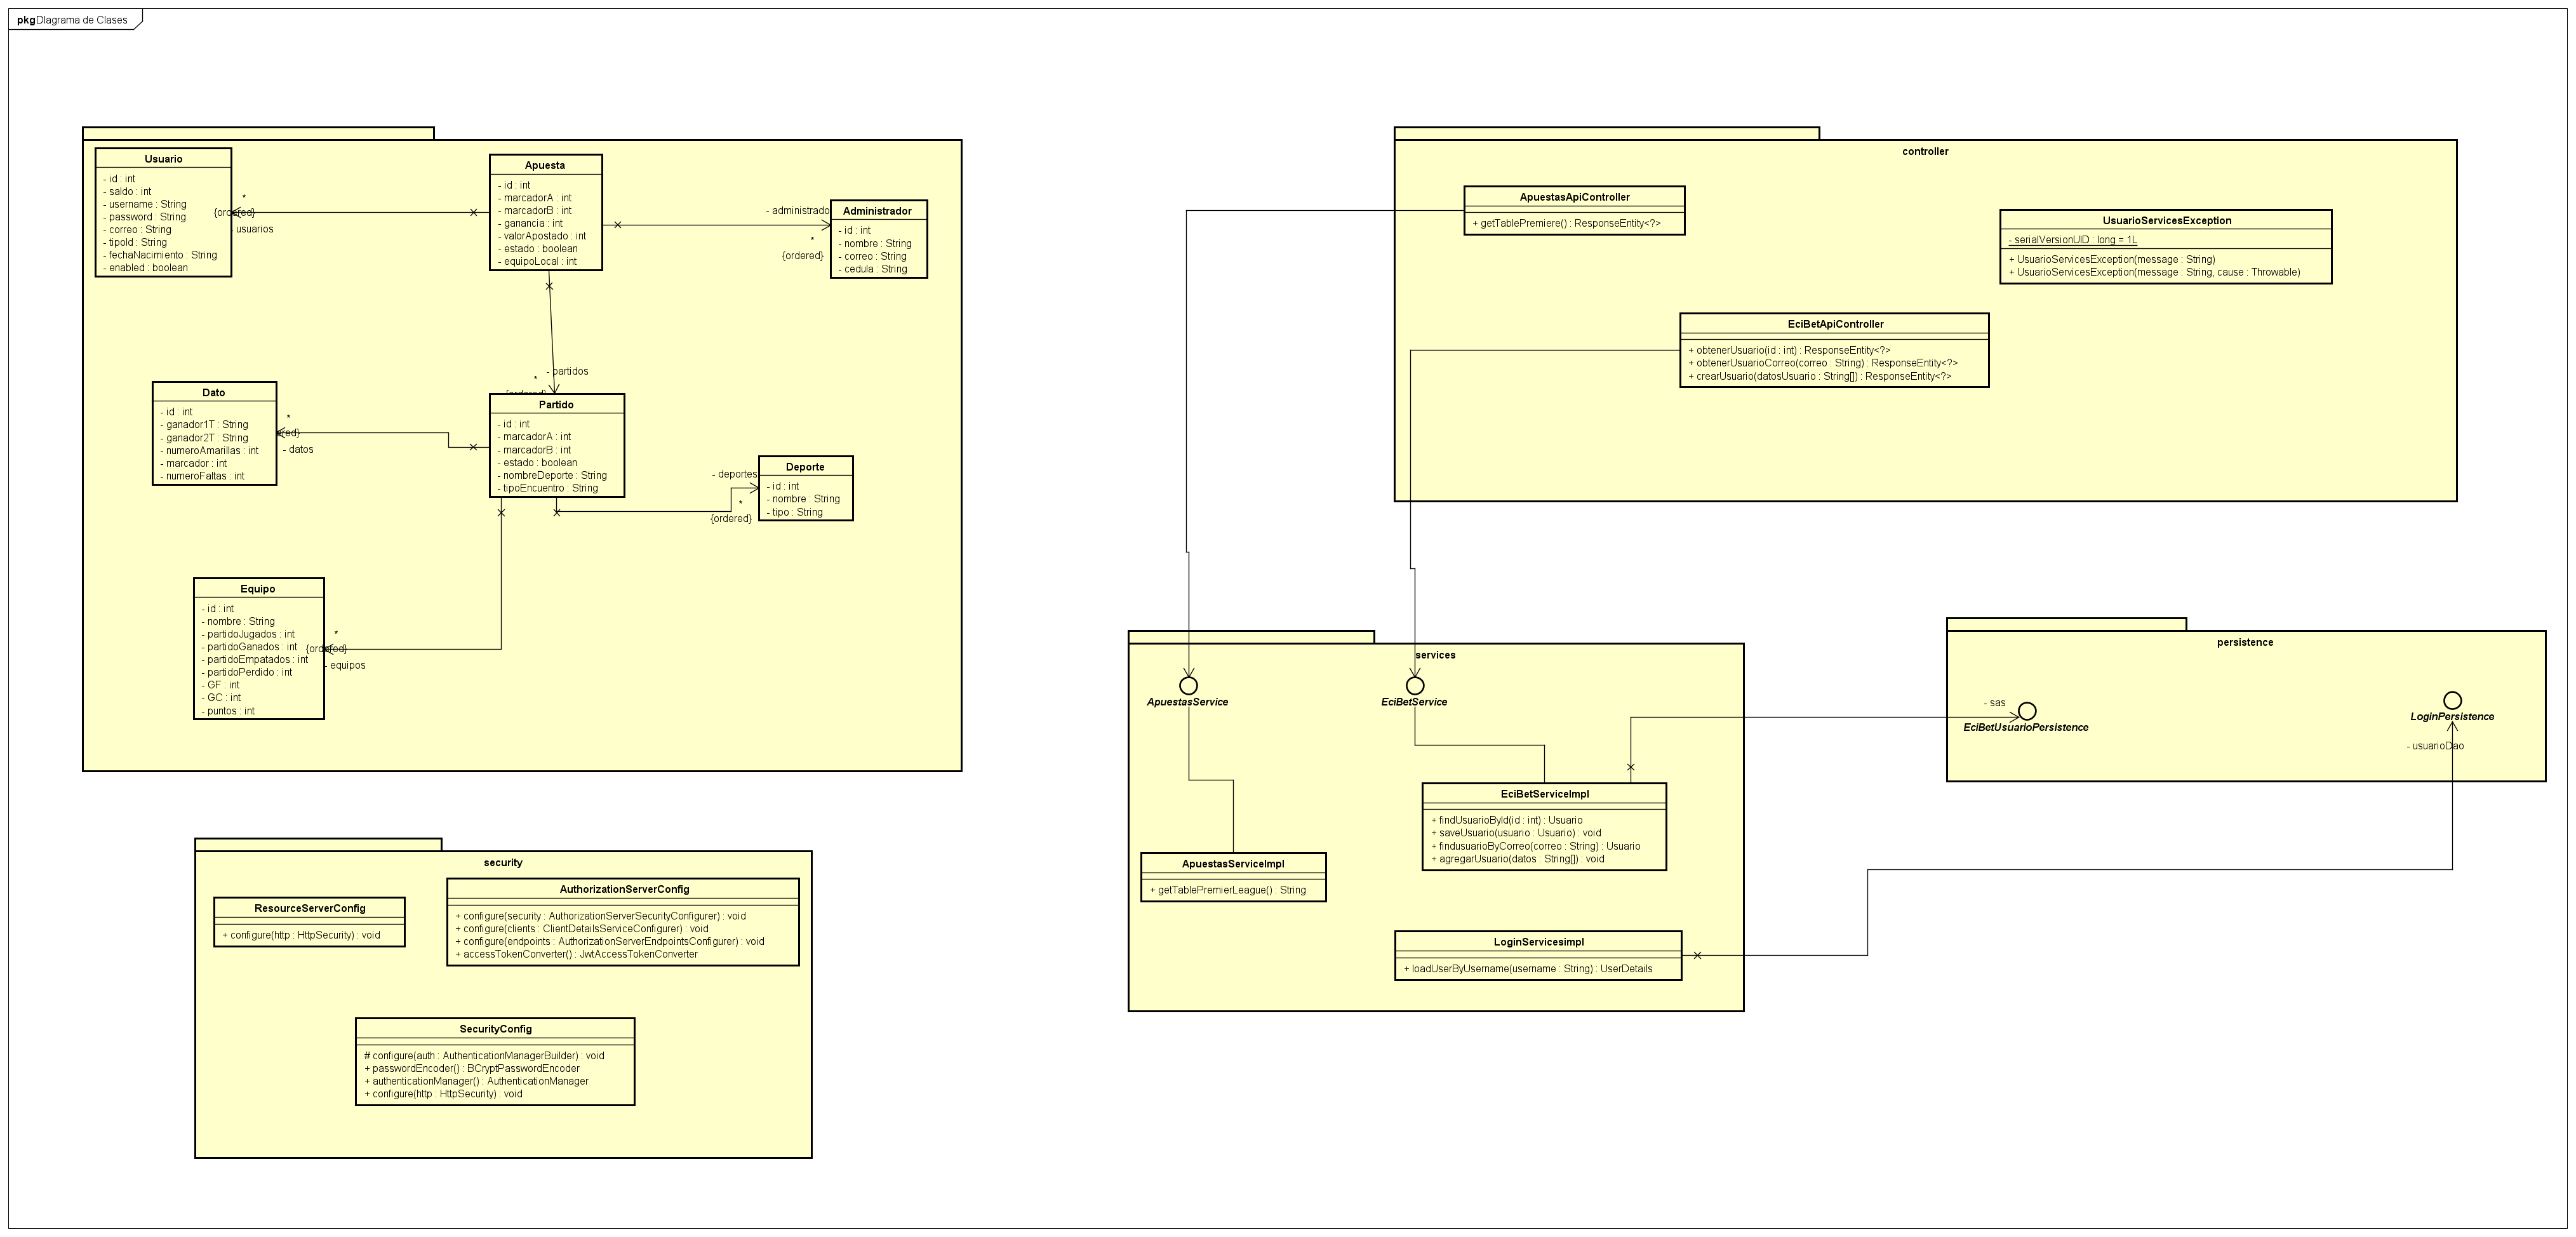 pkgDIagrama de Clases
Usuario
- id : int
- saldo : int
- username : String
- password : String
- correo : String
- tipoId : String
- fechaNacimiento : String
- enabled : boolean
*
{ordered}
- usuarios
Apuesta
- id : int
- marcadorA : int
- marcadorB : int
- ganancia : int
- valorApostado : int
- estado : boolean
- equipoLocal : int
- administrado
*
{ordered}
Administrador
- id : int
- nombre : String
- correo : String
- cedula : String
- partidos
*
{ordered}
Dato
- id : int
- ganador1T : String
- ganador2T : String
- numeroAmarillas : int
- marcador : int
- numeroFaltas : int
*
ered}
- datos
Partido
- id : int
- marcadorA : int
- marcadorB : int
- estado : boolean
- nombreDeporte : String
- tipoEncuentro : String
- deportes
*
{ordered}
Deporte
- id : int
- nombre : String
- tipo : String
Equipo
- id : int
- nombre : String
- partidoJugados : int
- partidoGanados : int
- partidoEmpatados : int
- partidoPerdido : int
- GF : int
- GC : int
- puntos : int
*
{ordered}
- equipos
security
ResourceServerConfig
+ configure(http : HttpSecurity) : void
AuthorizationServerConfig
+ configure(security : AuthorizationServerSecurityConfigurer) : void
+ configure(clients : ClientDetailsServiceConfigurer) : void
+ configure(endpoints : AuthorizationServerEndpointsConfigurer) : void
+ accessTokenConverter() : JwtAccessTokenConverter
SecurityConfig
# configure(auth : AuthenticationManagerBuilder) : void
+ passwordEncoder() : BCryptPasswordEncoder
+ authenticationManager() : AuthenticationManager
+ configure(http : HttpSecurity) : void
controller
ApuestasApiController
+ getTablePremiere() : ResponseEntity<?>
UsuarioServicesException
- serialVersionUID : long = 1L
+ UsuarioServicesException(message : String)
+ UsuarioServicesException(message : String, cause : Throwable)
EciBetApiController
+ obtenerUsuario(id : int) : ResponseEntity<?>
+ obtenerUsuarioCorreo(correo : String) : ResponseEntity<?>
+ crearUsuario(datosUsuario : String[]) : ResponseEntity<?>
services
ApuestasService
EciBetService
EciBetServiceImpl
+ findUsuarioById(id : int) : Usuario
+ saveUsuario(usuario : Usuario) : void
+ findusuarioByCorreo(correo : String) : Usuario
+ agregarUsuario(datos : String[]) : void
ApuestasServiceImpl
+ getTablePremierLeague() : String
LoginServicesimpl
+ loadUserByUsername(username : String) : UserDetails
persistence
- sas
EciBetUsuarioPersistence
LoginPersistence
- usuarioDao